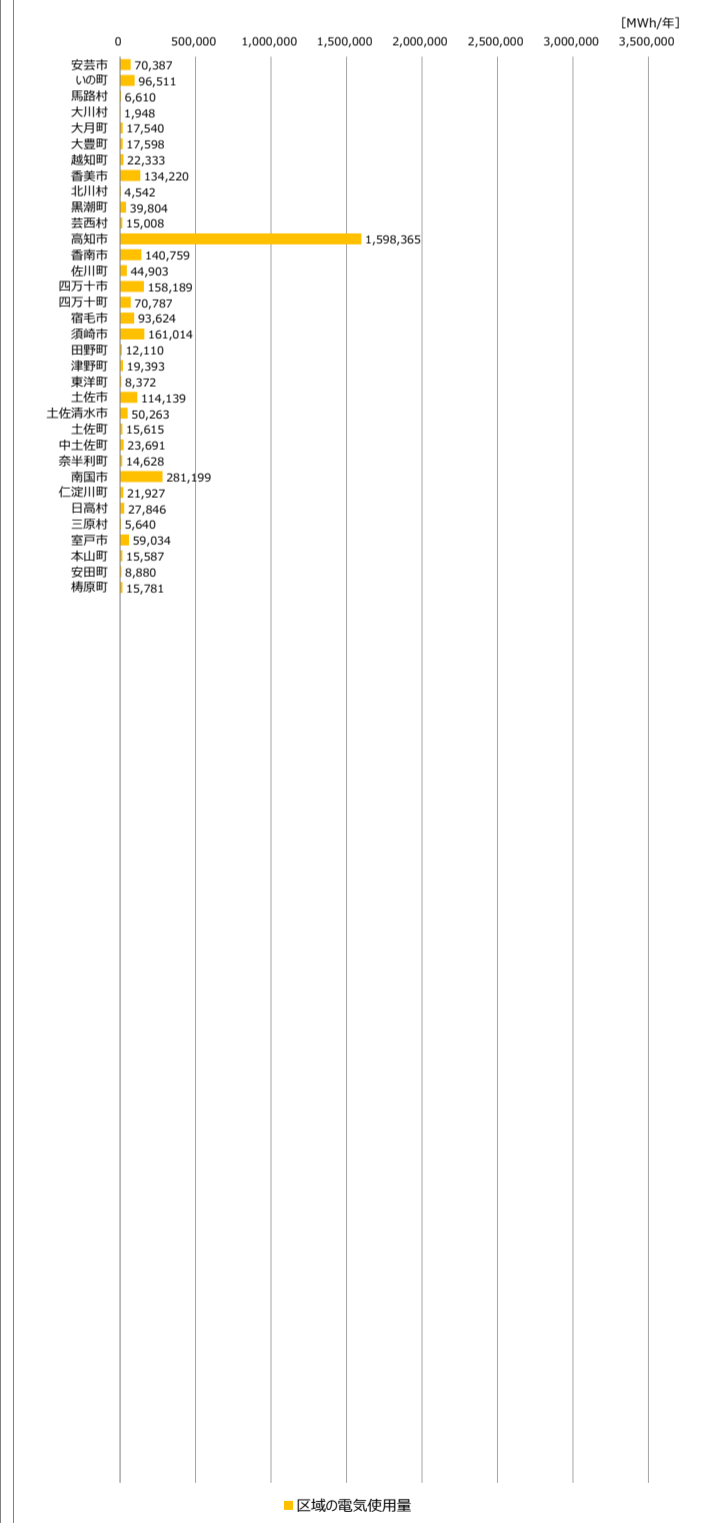 [MWh/年]
0 500,000 1,000,000 1,500,000 2,000,000 2,500,000 3,000,000 3,500,000
安芸市 70,387
いの町 96,511
馬路村 6,610
大川村 1,948
大月町 17,540
大豊町 17,598
越知町 22,333
香美市 134,220
北川村 4,542
黒潮町 39,804
芸西村 15,008
高知市 1,598,365
香南市 140,759
佐川町 44,903
四万十市 158,189
四万十町 70,787
宿毛市 93,624
須崎市 161,014
田野町 12,110
津野町 19,393
東洋町 8,372
土佐市 114,139
土佐清水市 50,263
土佐町 15,615
中土佐町 23,691
奈半利町 14,628
南国市 281,199
仁淀川町 21,927
日高村 27,846
三原村 5,640
室戸市 59,034
本山町 15,587
安田町 8,880
梼原町 15,781
区域の電気使用量